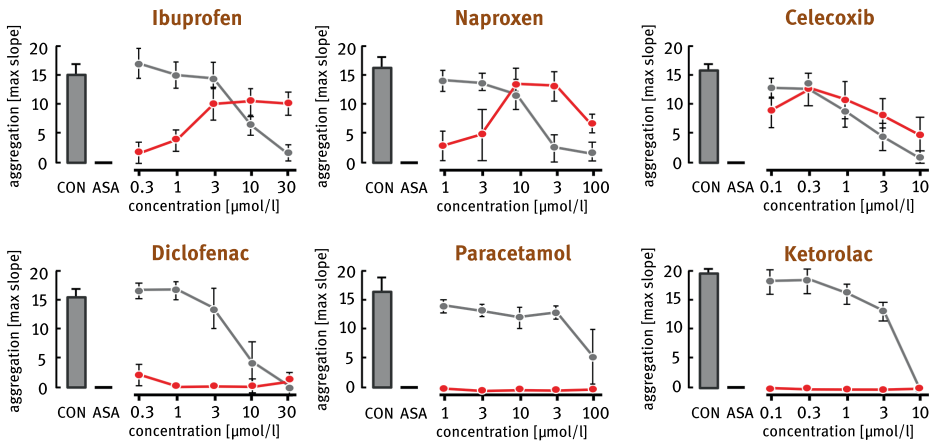 Ibuprofen
aggregation [max slope]
20
15
10
5
0
CON ASA
0.3 1 3 10 30
concentration [µmol/l]
Naproxen
aggregation [max slope]
20
15
10
5
0
CON ASA
1 3 10 3 100
concentration [µmol/l]
Celecoxib
aggregation [max slope]
20
15
10
5
0
CON ASA
0.1 0.3 1 3 10
concentration [µmol/l]
Diclofenac
aggregation [max slope]
20
15
10
5
0
CON ASA
0.3 1 3 10 30
concentration [µmol/l]
Paracetamol
aggregation [max slope]
20
15
10
5
0
CON ASA
1 3 10 3 100
concentration [µmol/l]
Ketorolac
aggregation [max slope]
20
15
10
5
0
CON ASA
0.1 0.3 1 3 10
concentration [µmol/l]